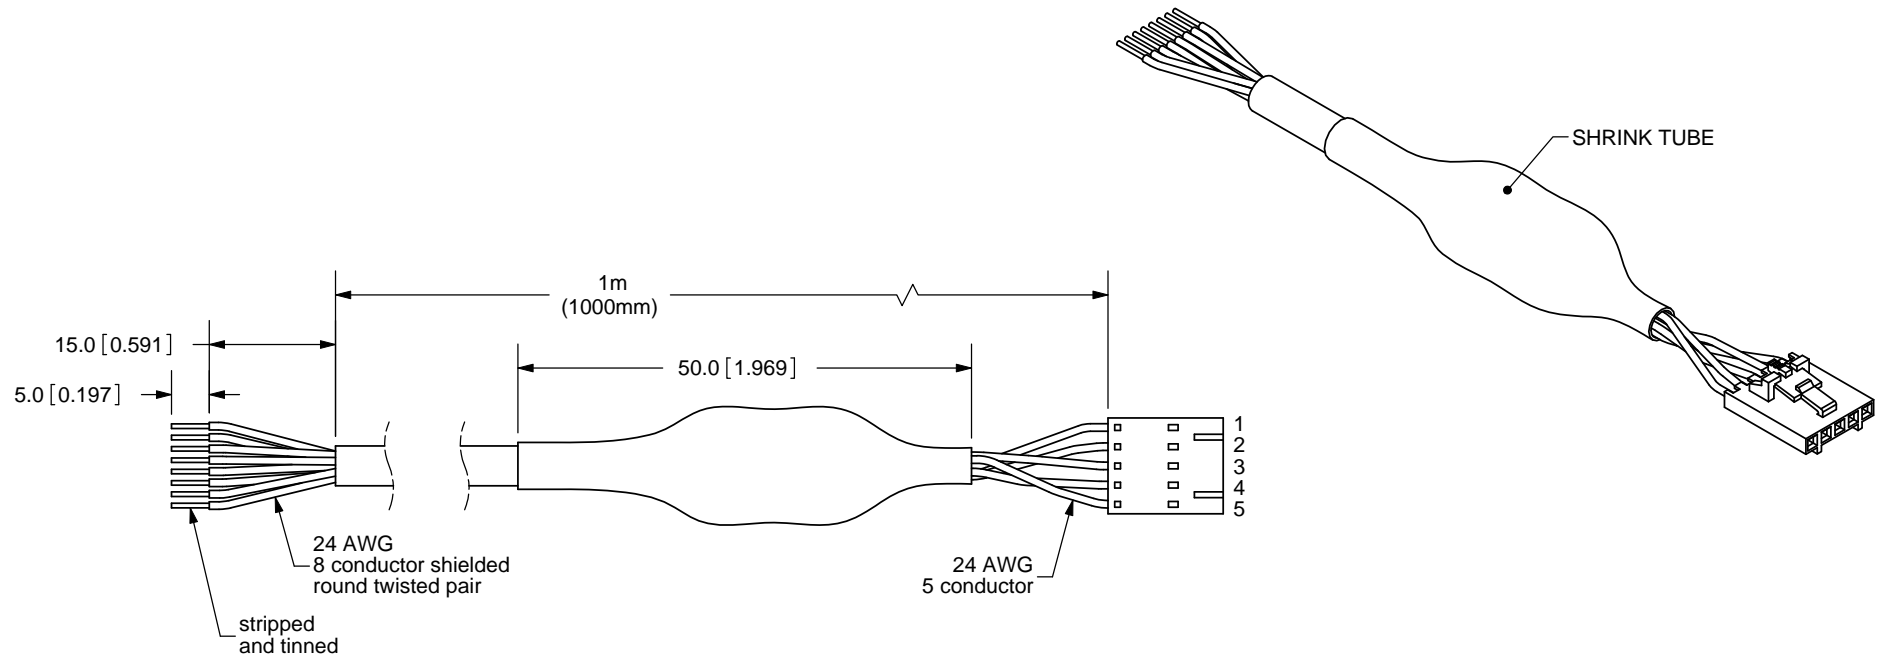 SHRINK TUBE
1m
(1000mm)
15.0 [0.591]
50.0 [1.969]
5.0 [0.197]
1
2
3
4
5
24 AWG
8 conductor shielded
round twisted pair
24 AWG
5 conductor
stripped
and tinned